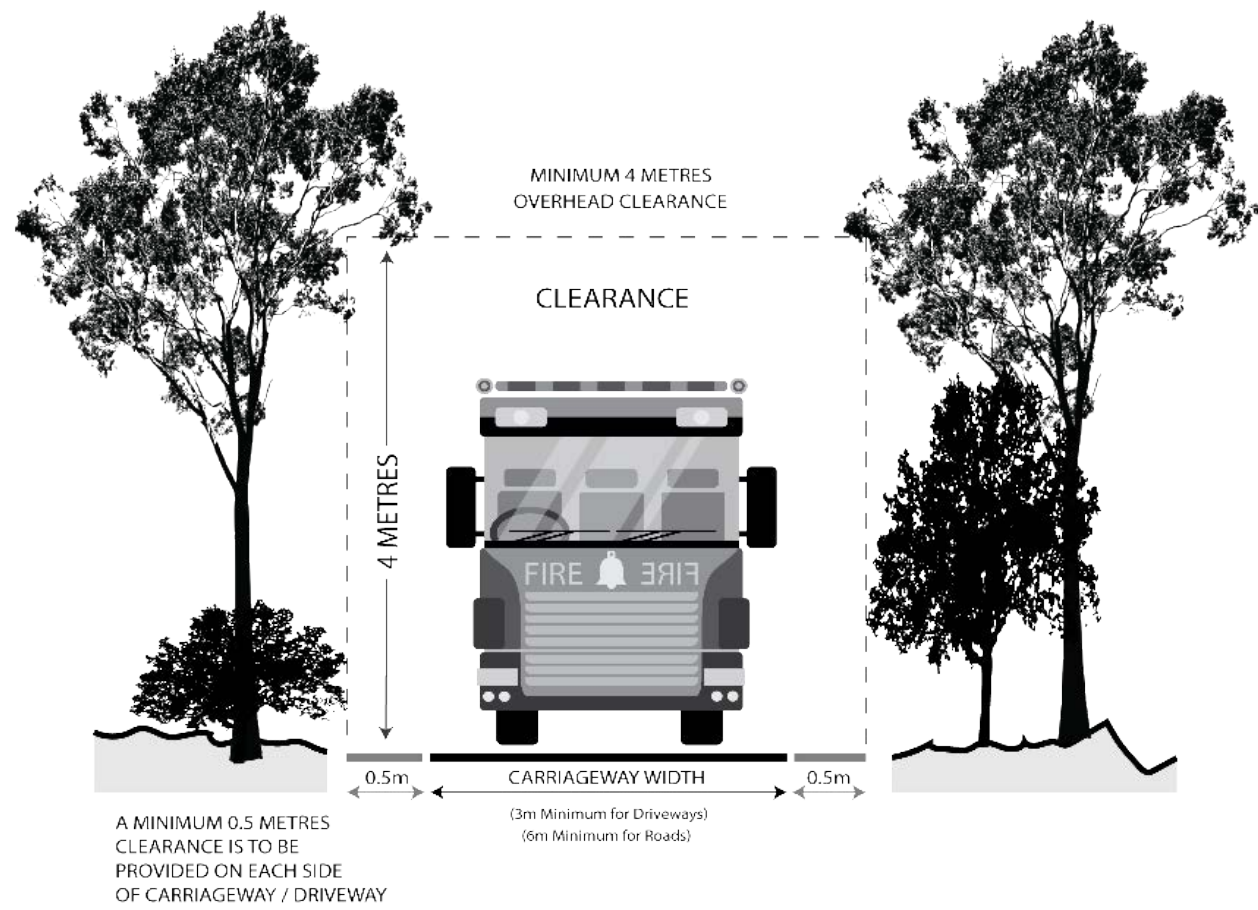 MINIMUM 4 METRES
OVERHEAD CLEARANCE
CLEARANCE
4 METRES
FIRE FIRE
0.5m
CARRIAGEWAY WIDTH
0.5m
(3m Minimum for Driveways)
(6m Minimum for Roads)
A MINIMUM 0.5 METRES
CLEARANCE IS TO BE
PROVIDED ON EACH SIDE
OF CARRIAGEWAY / DRIVEWAY